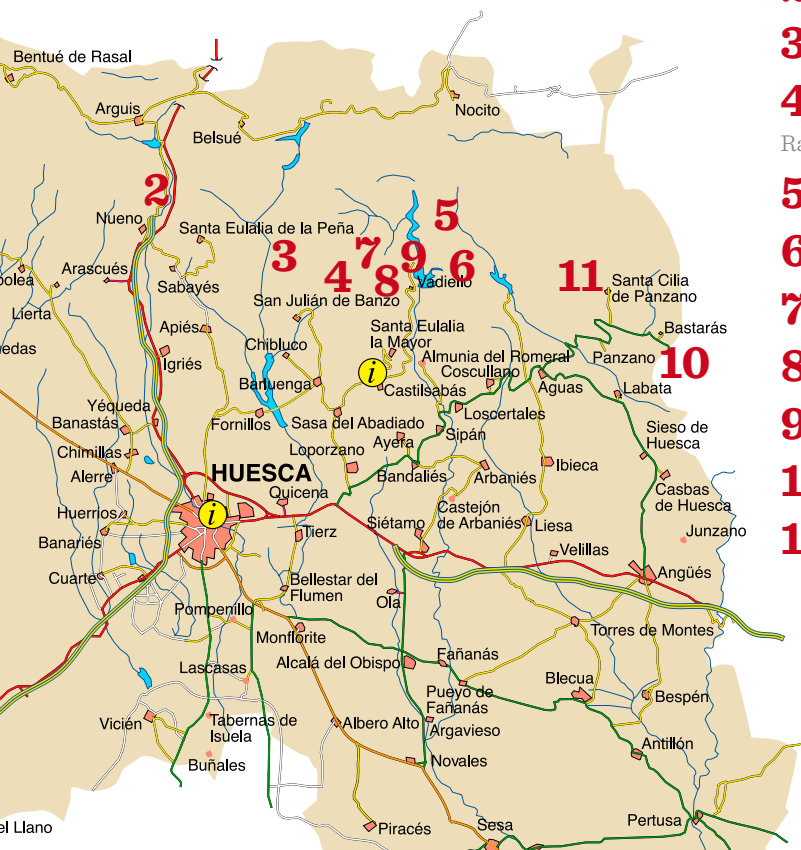 Bentué de Rasal
3
Arguis
4
Nocito
Belsué
Ra
2
5
5
Nueno
Santa Eulalia de la Peña
3
7
9
6
6
Arascués
4
8
11
Santa Cilia
de Panzano
Vadiello
Sabayés
San Julián de Banzo
7
Lierta
Apiés
Santa Eulalia
la Mayor
Bastarás
Chibluco
Igriés
Almunia del Romeral
Panzano
10
8
Coscullano
Barluenga
i
Castilsabás
Aguas
Labata
Yéqueda
Banastás
Fornillos
Sasa del Abadiado
Loscertales
9
Ayera
Sipán
Sieso de
Huesca
Chimillas
Loporzano
Alerre
HUESCA
Bandaliés
Arbaniés
Ibieca
1
Quicena
Casbas
de Huesca
Huerrios
i
Castejón
de Arbaniés
Siétamo
Liesa
Junzano
Tierz
Banariés
Velillas
1
Cuarte
Angüés
Bellestar del
Flumen
Ola
Pompenillo
Monflorite
Torres de Montes
Lascasas
Alcalá del Obispo
Fañanás
Blecua
Pueyo de
Fañanás
Bespén
Vicién
Tabernas de
Isuela
Albero Alto
Argavieso
Antillón
Buñales
Novales
el Llano
Piracés
Sesa
Pertusa